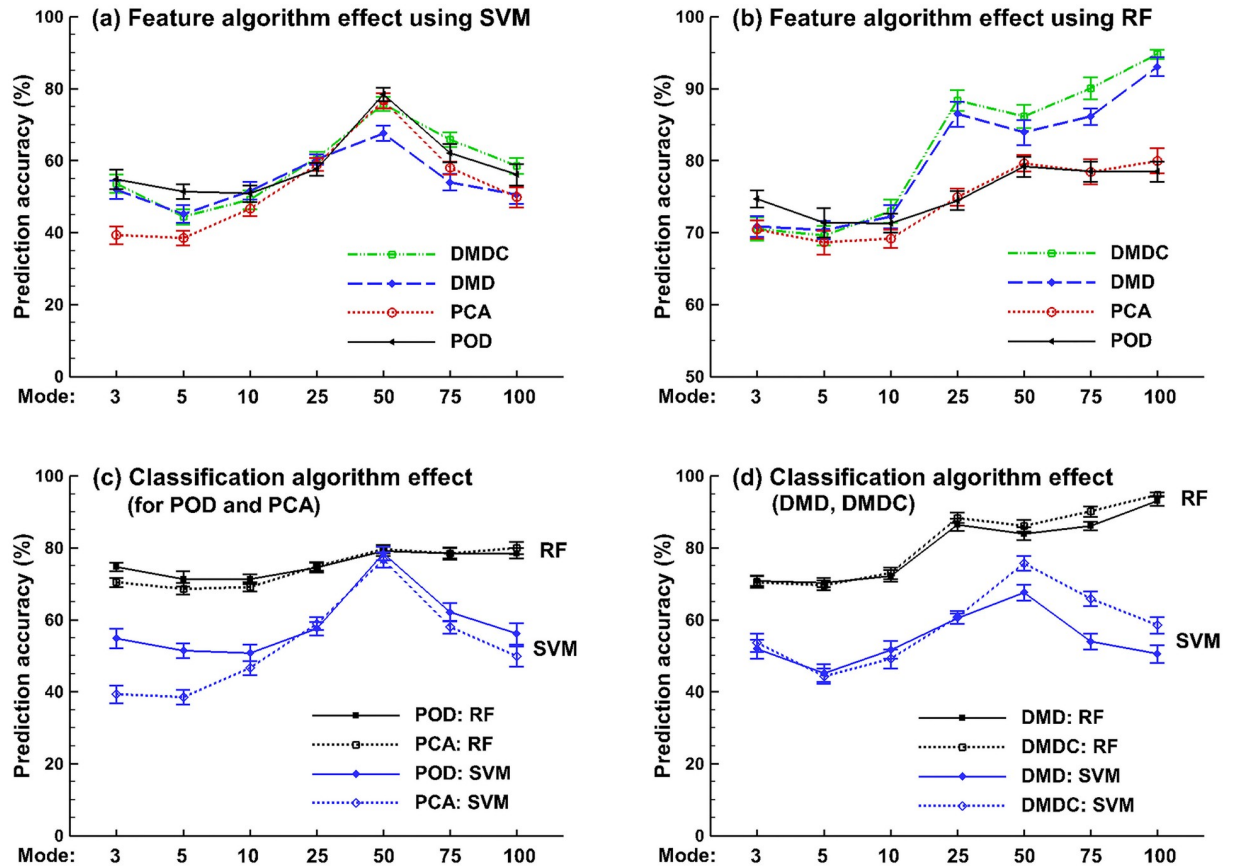 (a) Feature algorithm effect using SVM
Prediction accuracy (%)
100
80
60
40
20
0
DMDC
DMD
PCA
POD
Mode: 3 5 10 25 50 75 100
(b) Feature algorithm effect using RF
Prediction accuracy (%)
100
90
80
70
60
50
DMDC
DMD
PCA
POD
Mode: 3 5 10 25 50 75 100
(c) Classification algorithm effect
(for POD and PCA)
Prediction accuracy (%)
100
80
60
40
20
0
RF
SVM
POD: RF
PCA: RF
POD: SVM
PCA: SVM
Mode: 3 5 10 25 50 75 100
(d) Classification algorithm effect
(DMD, DMDC)
Prediction accuracy (%)
100
80
60
40
20
0
RF
SVM
DMD: RF
DMDC: RF
DMD: SVM
DMDC: SVM
Mode: 3 5 10 25 50 75 100